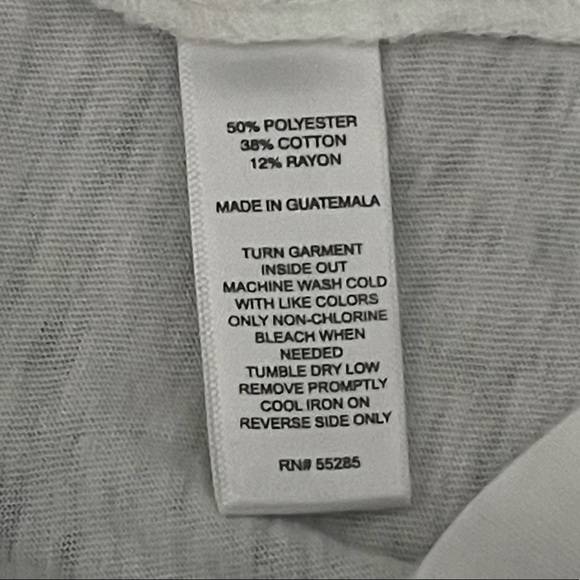 50% POLYESTER
38% COTTON
12% RAYON
MADE IN GUATEMALA
TURN GARMENT
INSIDE OUT
MACHINE WASH COLD
WITH LIKE COLORS
ONLY NON-CHLORINE
BLEACH WHEN
NEEDED
TUMBLE DRY LOW
REMOVE PROMPTLY
COOL IRON ON
REVERSE SIDE ONLY
RN# 55285